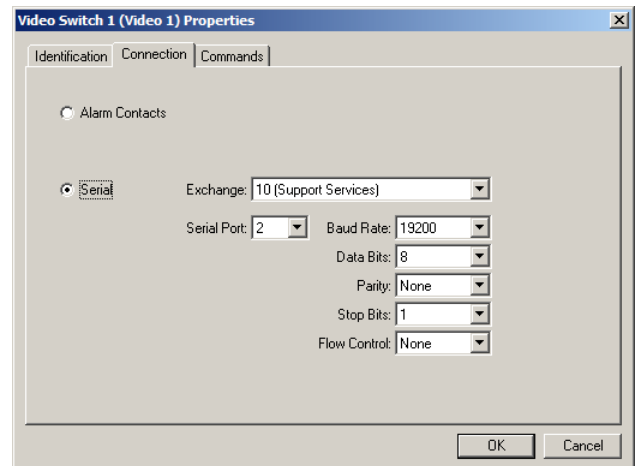 Video Switch 1 (Video 1) Properties
Identification Connection Commands
Alarm Contacts
Serial Exchange: 10 (Support Services)
Serial Port: 2 Baud Rate: 19200
Data Bits: 8
Parity: None
Stop Bits: 1
Flow Control: None
OK Cancel